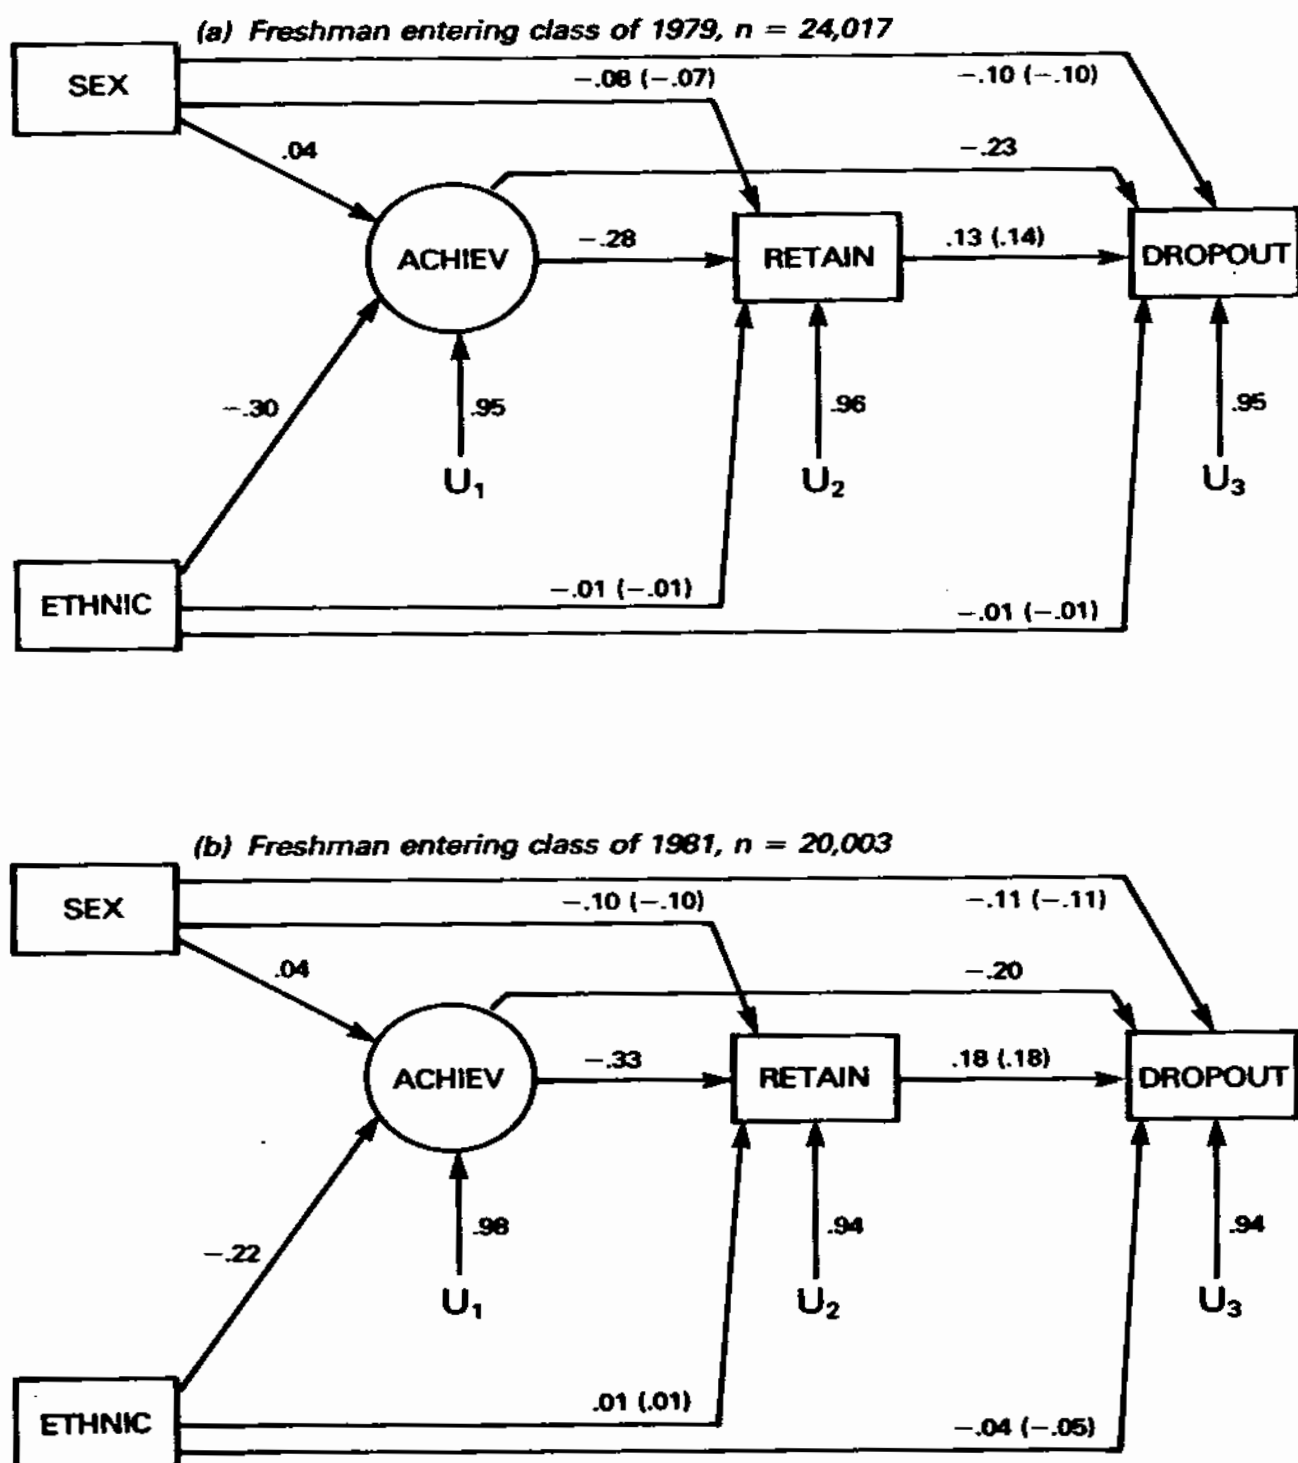 (a) Freshman entering class of 1979, n = 24,017
SEX
-.08 (-.07)
-.10 (-.10)
.04
-.23
ACHIEV
-.28
RETAIN
.13 (.14)
DROPOUT
-.30
.95
.96
.95
U₁
U₂
U₃
ETHNIC
-.01 (-.01)
-.01 (-.01)
(b) Freshman entering class of 1981, n = 20,003
SEX
-.10 (-.10)
-.11 (-.11)
.04
-.20
ACHIEV
-.33
RETAIN
.18 (.18)
DROPOUT
-.22
.98
.94
.94
U₁
U₂
U₃
ETHNIC
.01 (.01)
-.04 (-.05)